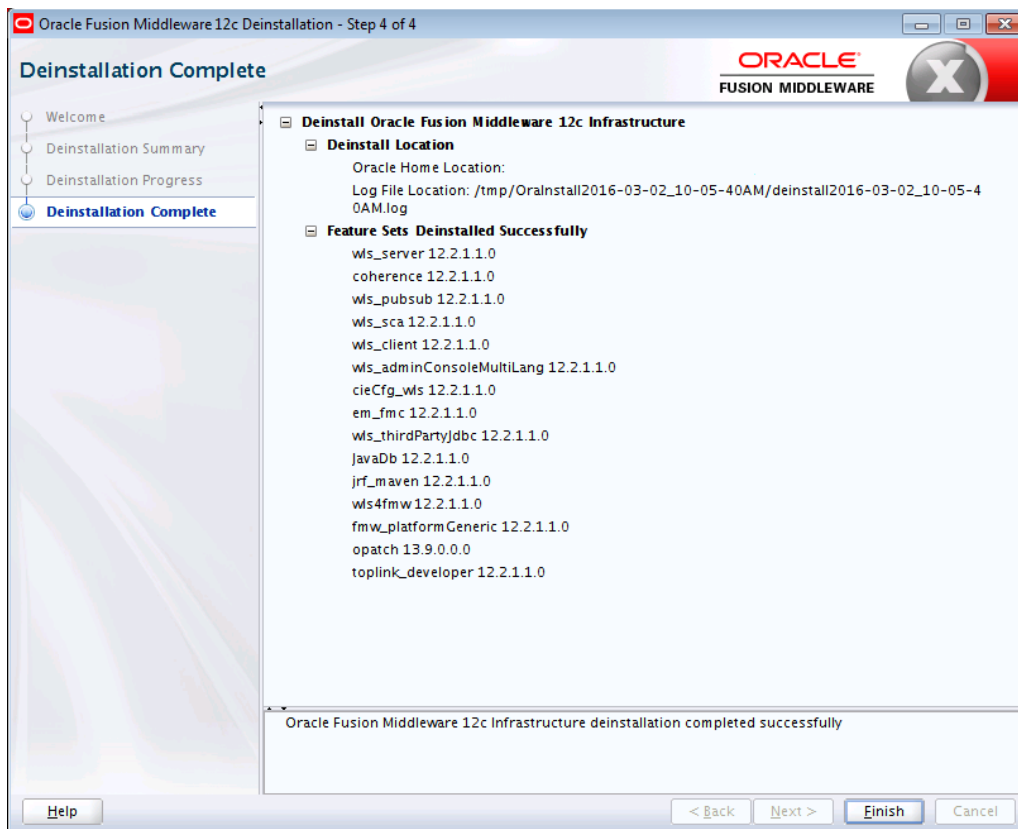 Oracle Fusion Middleware 12c Deinstallation - Step 4 of 4
Deinstallation Complete
ORACLE
FUSION MIDDLEWARE
Welcome
Deinstallation Summary
Deinstallation Progress
Deinstallation Complete
Deinstall Oracle Fusion Middleware 12c Infrastructure
Deinstall Location
Oracle Home Location:
Log File Location: /tmp/OraInstall2016-03-02_10-05-40AM/deinstall2016-03-02_10-05-4
0AM.log
Feature Sets Deinstalled Successfully
wls_server 12.2.1.1.0
coherence 12.2.1.1.0
wls_pubsub 12.2.1.1.0
wls_sca 12.2.1.1.0
wls_client 12.2.1.1.0
wls_adminConsoleMultiLang 12.2.1.1.0
cieCfg_wls 12.2.1.1.0
em_fmc 12.2.1.1.0
wls_thirdPartyJdbc 12.2.1.1.0
JavaDb 12.2.1.1.0
jrf_maven 12.2.1.1.0
wls4fmw 12.2.1.1.0
fmw_platformGeneric 12.2.1.1.0
opatch 13.9.0.0.0
toplink_developer 12.2.1.1.0
Oracle Fusion Middleware 12c Infrastructure deinstallation completed successfully
Help
< Back
Next >
Finish
Cancel